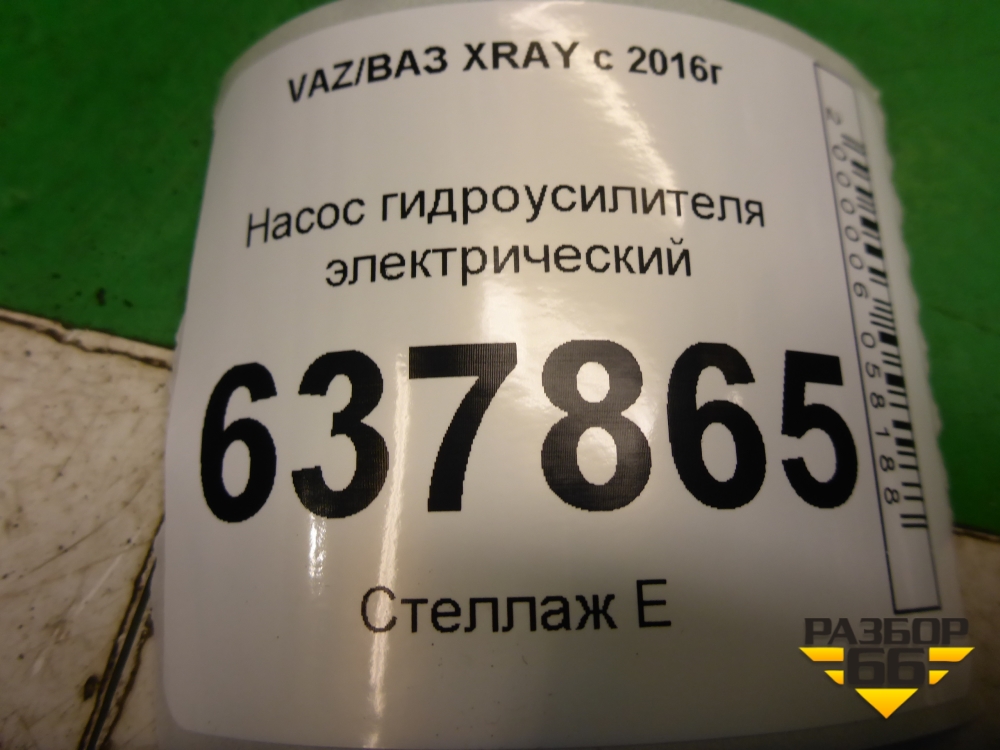 VAZ/ВАЗ XRAY с 2016г
Насос гидроусилителя
электрический
637865
Стеллаж Е
2000006058188
РАЗБОР
66